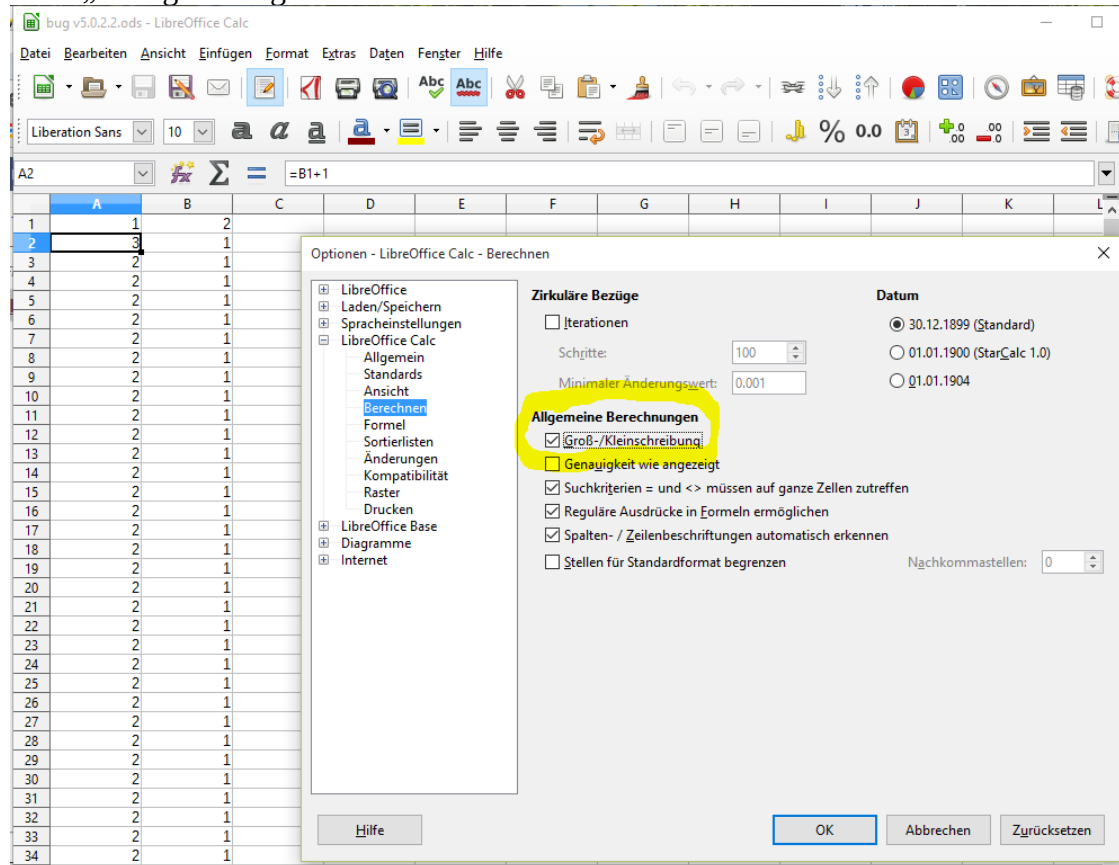 bug v5.0.2.2.ods - LibreOffice Calc
Datei Bearbeiten Ansicht Einfügen Format Extras Daten Fenster Hilfe
Abc Abc
Liberation Sans 10 a a a a % 0.0
A2 =B1+1
A B C D E F G H I J K L
1 1 2
2 3 1
3 2 1
4 2 1
5 2 1
6 2 1
7 2 1
8 2 1
9 2 1
10 2 1
11 2 1
12 2 1
13 2 1
14 2 1
15 2 1
16 2 1
17 2 1
18 2 1
19 2 1
20 2 1
21 2 1
22 2 1
23 2 1
24 2 1
25 2 1
26 2 1
27 2 1
28 2 1
29 2 1
30 2 1
31 2 1
32 2 1
33 2 1
34 2 1
Optionen - LibreOffice Calc - Berechnen
LibreOffice
Laden/Speichern
Spracheinstellungen
LibreOffice Calc
Allgemein
Standards
Ansicht
Berechnen
Formel
Sortierlisten
Änderungen
Kompatibilität
Raster
Drucken
LibreOffice Base
Diagramme
Internet
Zirkuläre Bezüge
Iterationen
Schritte: 100
Minimaler Änderungswert: 0.001
Datum
30.12.1899 (Standard)
01.01.1900 (StarCalc 1.0)
01.01.1904
Allgemeine Berechnungen
Groß-/Kleinschreibung
Genauigkeit wie angezeigt
Suchkriterien = und <> müssen auf ganze Zellen zutreffen
Reguläre Ausdrücke in Formeln ermöglichen
Spalten- / Zeilenbeschriftungen automatisch erkennen
Stellen für Standardformat begrenzen Nachkommastellen: 0
Hilfe OK Abbrechen Zurücksetzen